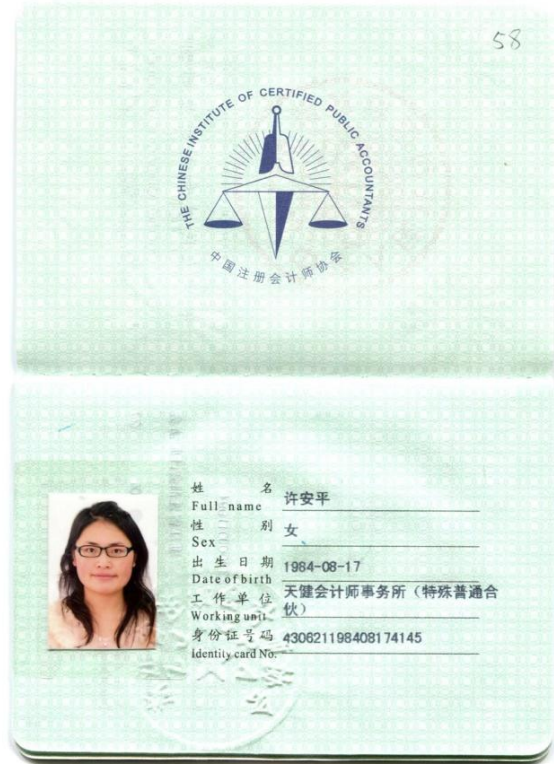 58
THE CHINESE INSTITUTE OF CERTIFIED PUBLIC ACCOUNTANTS
中国注册会计师协会
姓 名 许安平
Full name
性 别 女
Sex
出生日期 1984-08-17
Date of birth
工作单位 天健会计师事务所（特殊普通合
Working unit 伙）
身份证号码 430621198408174145
Identity card No.